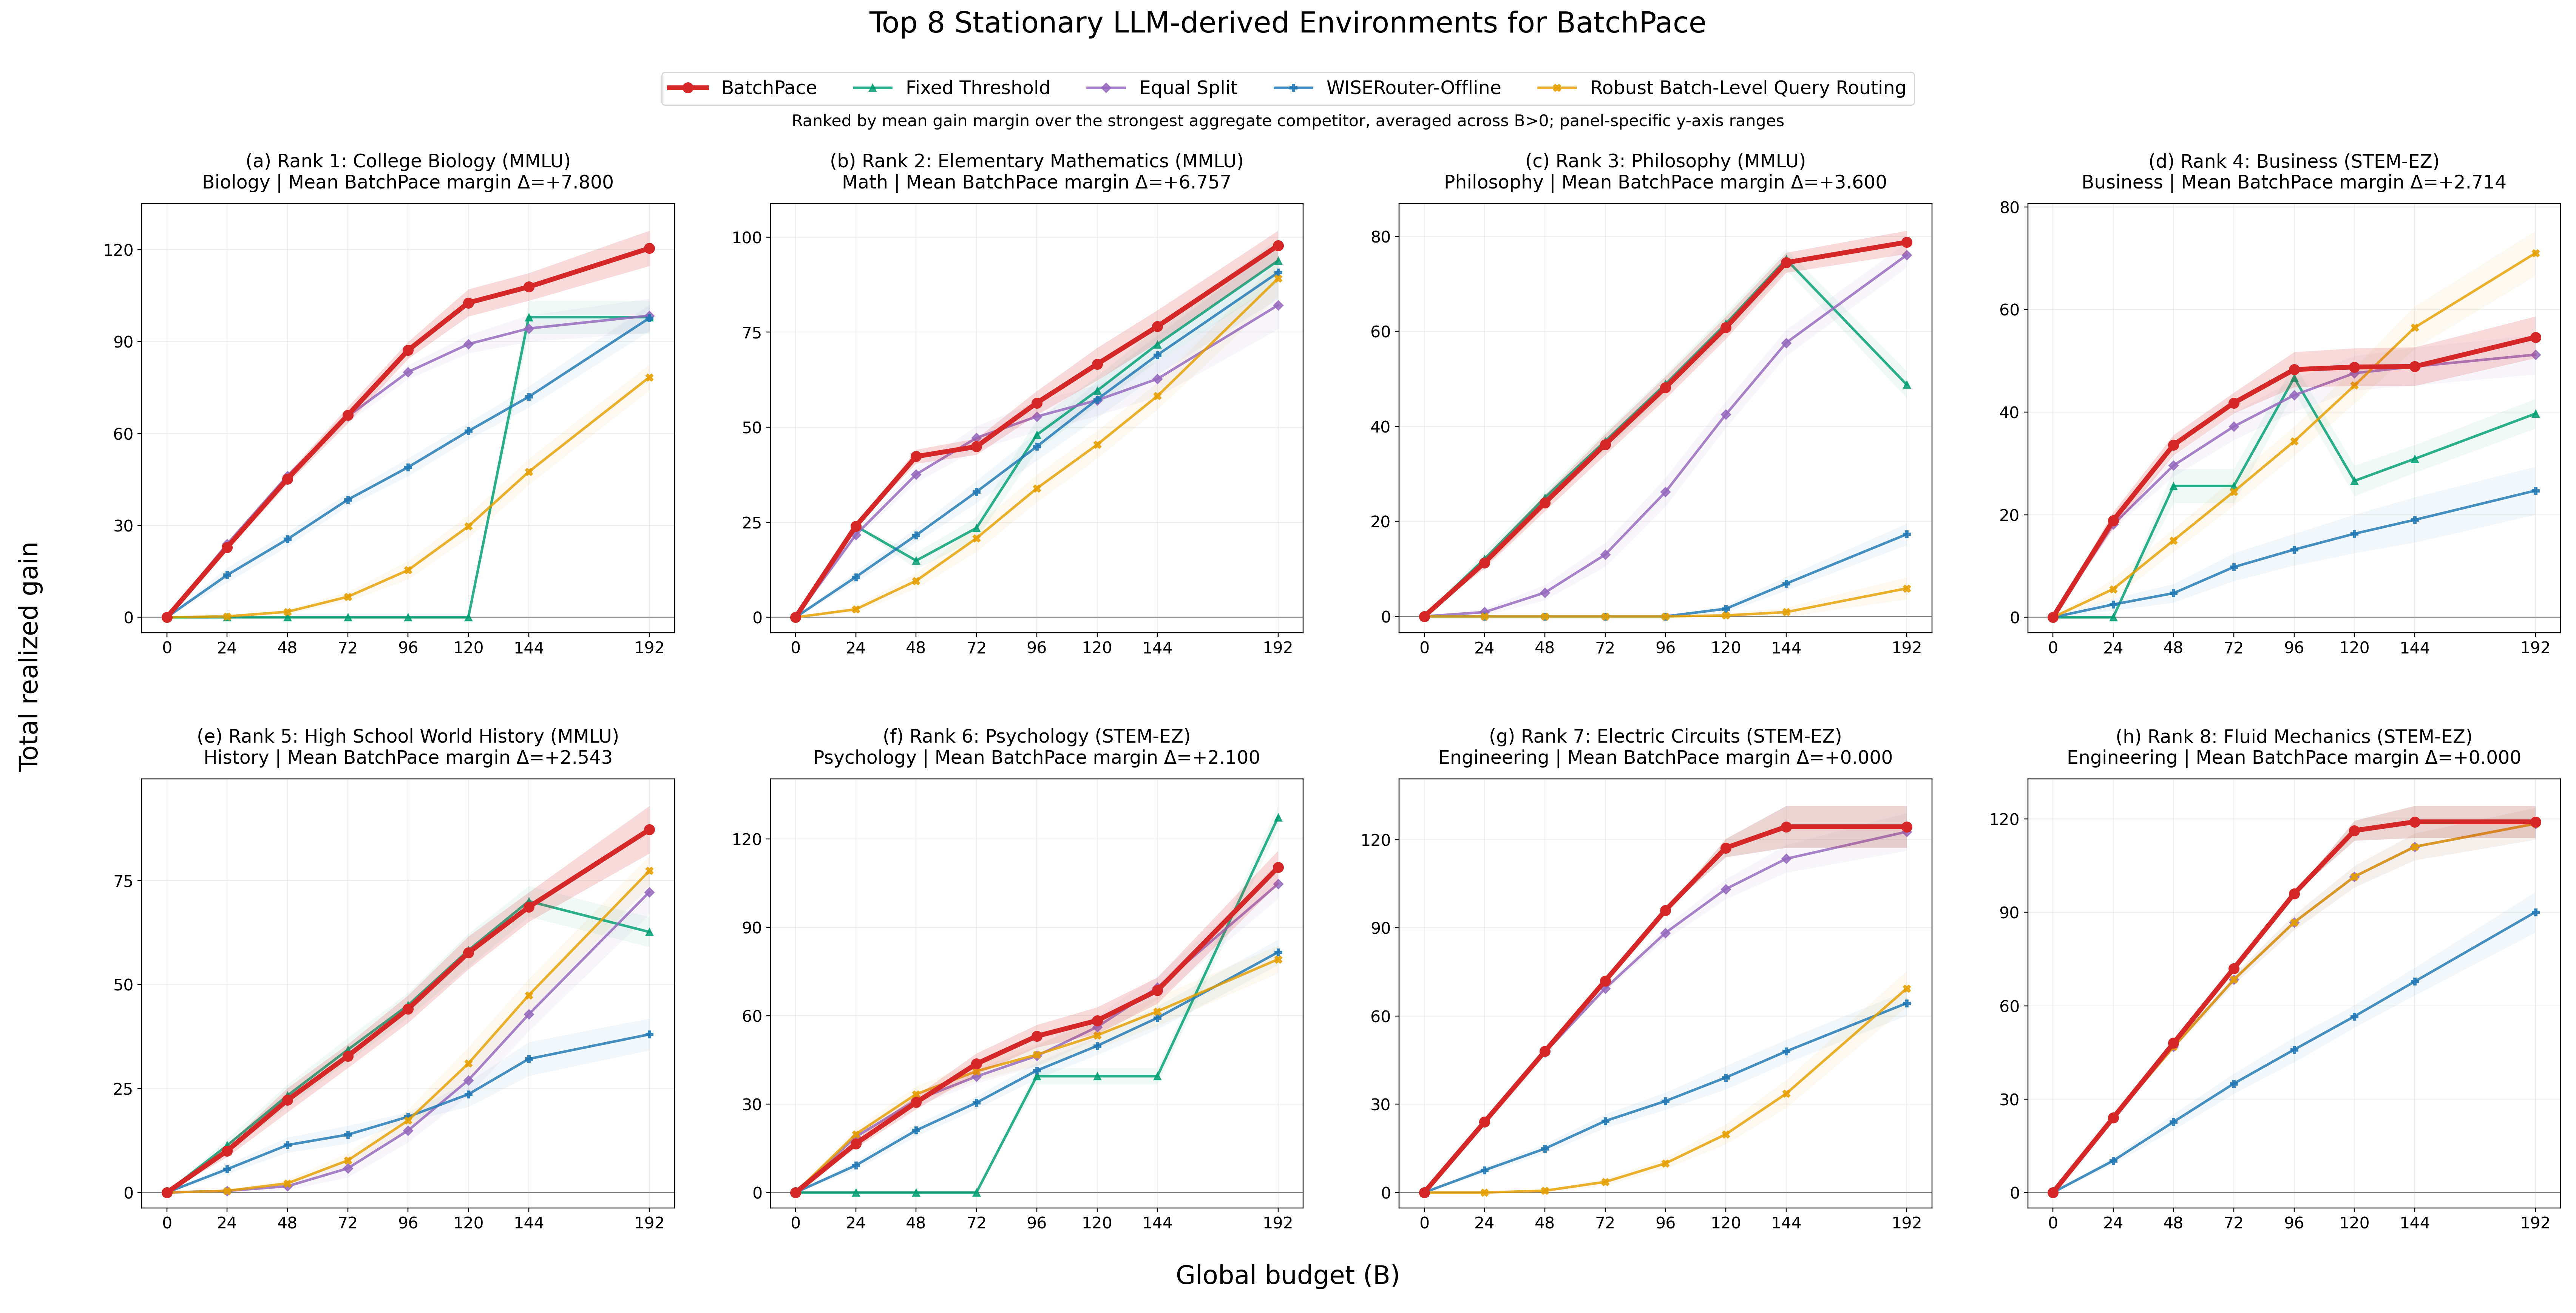 Top 8 Stationary LLM-derived Environments for BatchPace
BatchPace Fixed Threshold Equal Split WISERouter-Offline Robust Batch-Level Query Routing
Ranked by mean gain margin over the strongest aggregate competitor, averaged across B>0; panel-specific y-axis ranges
Total realized gain
(a) Rank 1: College Biology (MMLU)
Biology | Mean BatchPace margin Δ=+7.800
120
90
60
30
0
0 24 48 72 96 120 144 192
(b) Rank 2: Elementary Mathematics (MMLU)
Math | Mean BatchPace margin Δ=+6.757
100
75
50
25
0
0 24 48 72 96 120 144 192
(c) Rank 3: Philosophy (MMLU)
Philosophy | Mean BatchPace margin Δ=+3.600
80
60
40
20
0
0 24 48 72 96 120 144 192
(d) Rank 4: Business (STEM-EZ)
Business | Mean BatchPace margin Δ=+2.714
80
60
40
20
0
0 24 48 72 96 120 144 192
(e) Rank 5: High School World History (MMLU)
History | Mean BatchPace margin Δ=+2.543
75
50
25
0
0 24 48 72 96 120 144 192
(f) Rank 6: Psychology (STEM-EZ)
Psychology | Mean BatchPace margin Δ=+2.100
120
90
60
30
0
0 24 48 72 96 120 144 192
(g) Rank 7: Electric Circuits (STEM-EZ)
Engineering | Mean BatchPace margin Δ=+0.000
120
90
60
30
0
0 24 48 72 96 120 144 192
(h) Rank 8: Fluid Mechanics (STEM-EZ)
Engineering | Mean BatchPace margin Δ=+0.000
120
90
60
30
0
0 24 48 72 96 120 144 192
Global budget (B)